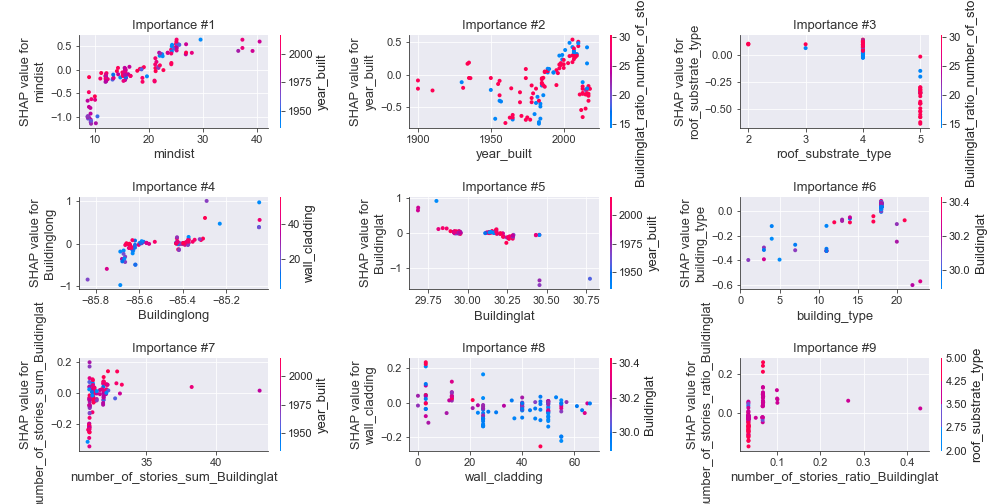 Importance #1
Importance #2
Importance #3
SHAP value for
mindist
0.5
0.0
−0.5
−1.0
10
20
30
40
mindist
2000
1975
1950
year_built
SHAP value for
year_built
0.5
0.0
−0.5
1900
1950
2000
year_built
30
25
20
15
Buildinglat_ratio_number_of_sto
SHAP value for
roof_substrate_type
0.00
−0.25
−0.50
2
3
4
5
roof_substrate_type
30
25
20
15
Buildinglat_ratio_number_of_sto
Importance #4
Importance #5
Importance #6
SHAP value for
Buildinglong
1
0
−1
−85.8
−85.6
−85.4
−85.2
Buildinglong
40
20
wall_cladding
SHAP value for
Buildinglat
1
0
−1
29.75
30.00
30.25
30.50
30.75
Buildinglat
2000
1975
1950
year_built
SHAP value for
building_type
0.0
−0.2
−0.4
−0.6
0
10
20
building_type
30.4
30.2
30.0
Buildinglat
Importance #7
Importance #8
Importance #9
SHAP value for
number_of_stories_sum_Buildinglat
0.2
0.0
−0.2
35
40
number_of_stories_sum_Buildinglat
2000
1975
1950
year_built
SHAP value for
wall_cladding
0.2
0.0
−0.2
0
20
40
60
wall_cladding
30.4
30.2
30.0
Buildinglat
SHAP value for
umber_of_stories_ratio_Buildinglat
0.2
0.0
0.1
0.2
0.3
0.4
number_of_stories_ratio_Buildinglat
5.00
4.25
3.50
2.75
2.00
roof_substrate_type